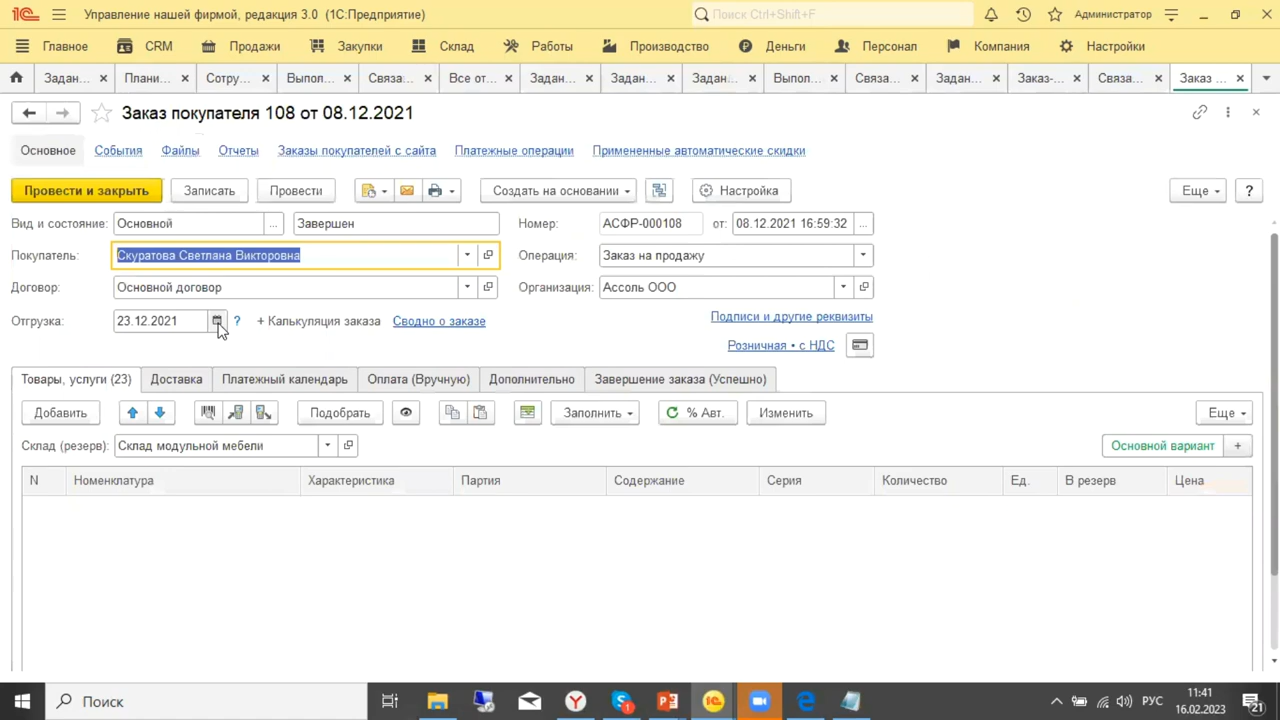 Управление нашей фирмой, редакция 3.0 (1С:Предприятие)
Поиск Ctrl+Shift+F
Администратор
Главное
CRM
Продажи
Закупки
Склад
Работы
Производство
Деньги
Персонал
Компания
Настройки
Задан...
Плани...
Сотру...
Выпол...
Связа...
Все от...
Задан...
Задан...
Задан...
Выпол...
Связа...
Задан...
Заказ-...
Связа...
Заказ ...
Заказ покупателя 108 от 08.12.2021
Основное
События
Файлы
Отчеты
Заказы покупателей с сайта
Платежные операции
Примененные автоматические скидки
Провести и закрыть
Записать
Провести
Создать на основании
Настройка
Еще
?
Вид и состояние:
Основной
...
Завершен
Номер:
АСФР-000108
от:
08.12.2021 16:59:32
...
Покупатель:
Скуратова Светлана Викторовна
Операция:
Заказ на продажу
Договор:
Основной договор
Организация:
Ассоль ООО
Отгрузка:
23.12.2021
?
+ Калькуляция заказа
Сводно о заказе
Подписи и другие реквизиты
Розничная • с НДС
Товары, услуги (23)
Доставка
Платежный календарь
Оплата (Вручную)
Дополнительно
Завершение заказа (Успешно)
Добавить
Подобрать
Заполнить
% Авт.
Изменить
Еще
Склад (резерв):
Склад модульной мебели
Основной вариант
+
N
Номенклатура
Характеристика
Партия
Содержание
Серия
Количество
Ед.
В резерв
Цена
Поиск
РУС
11:41
16.02.2023
21